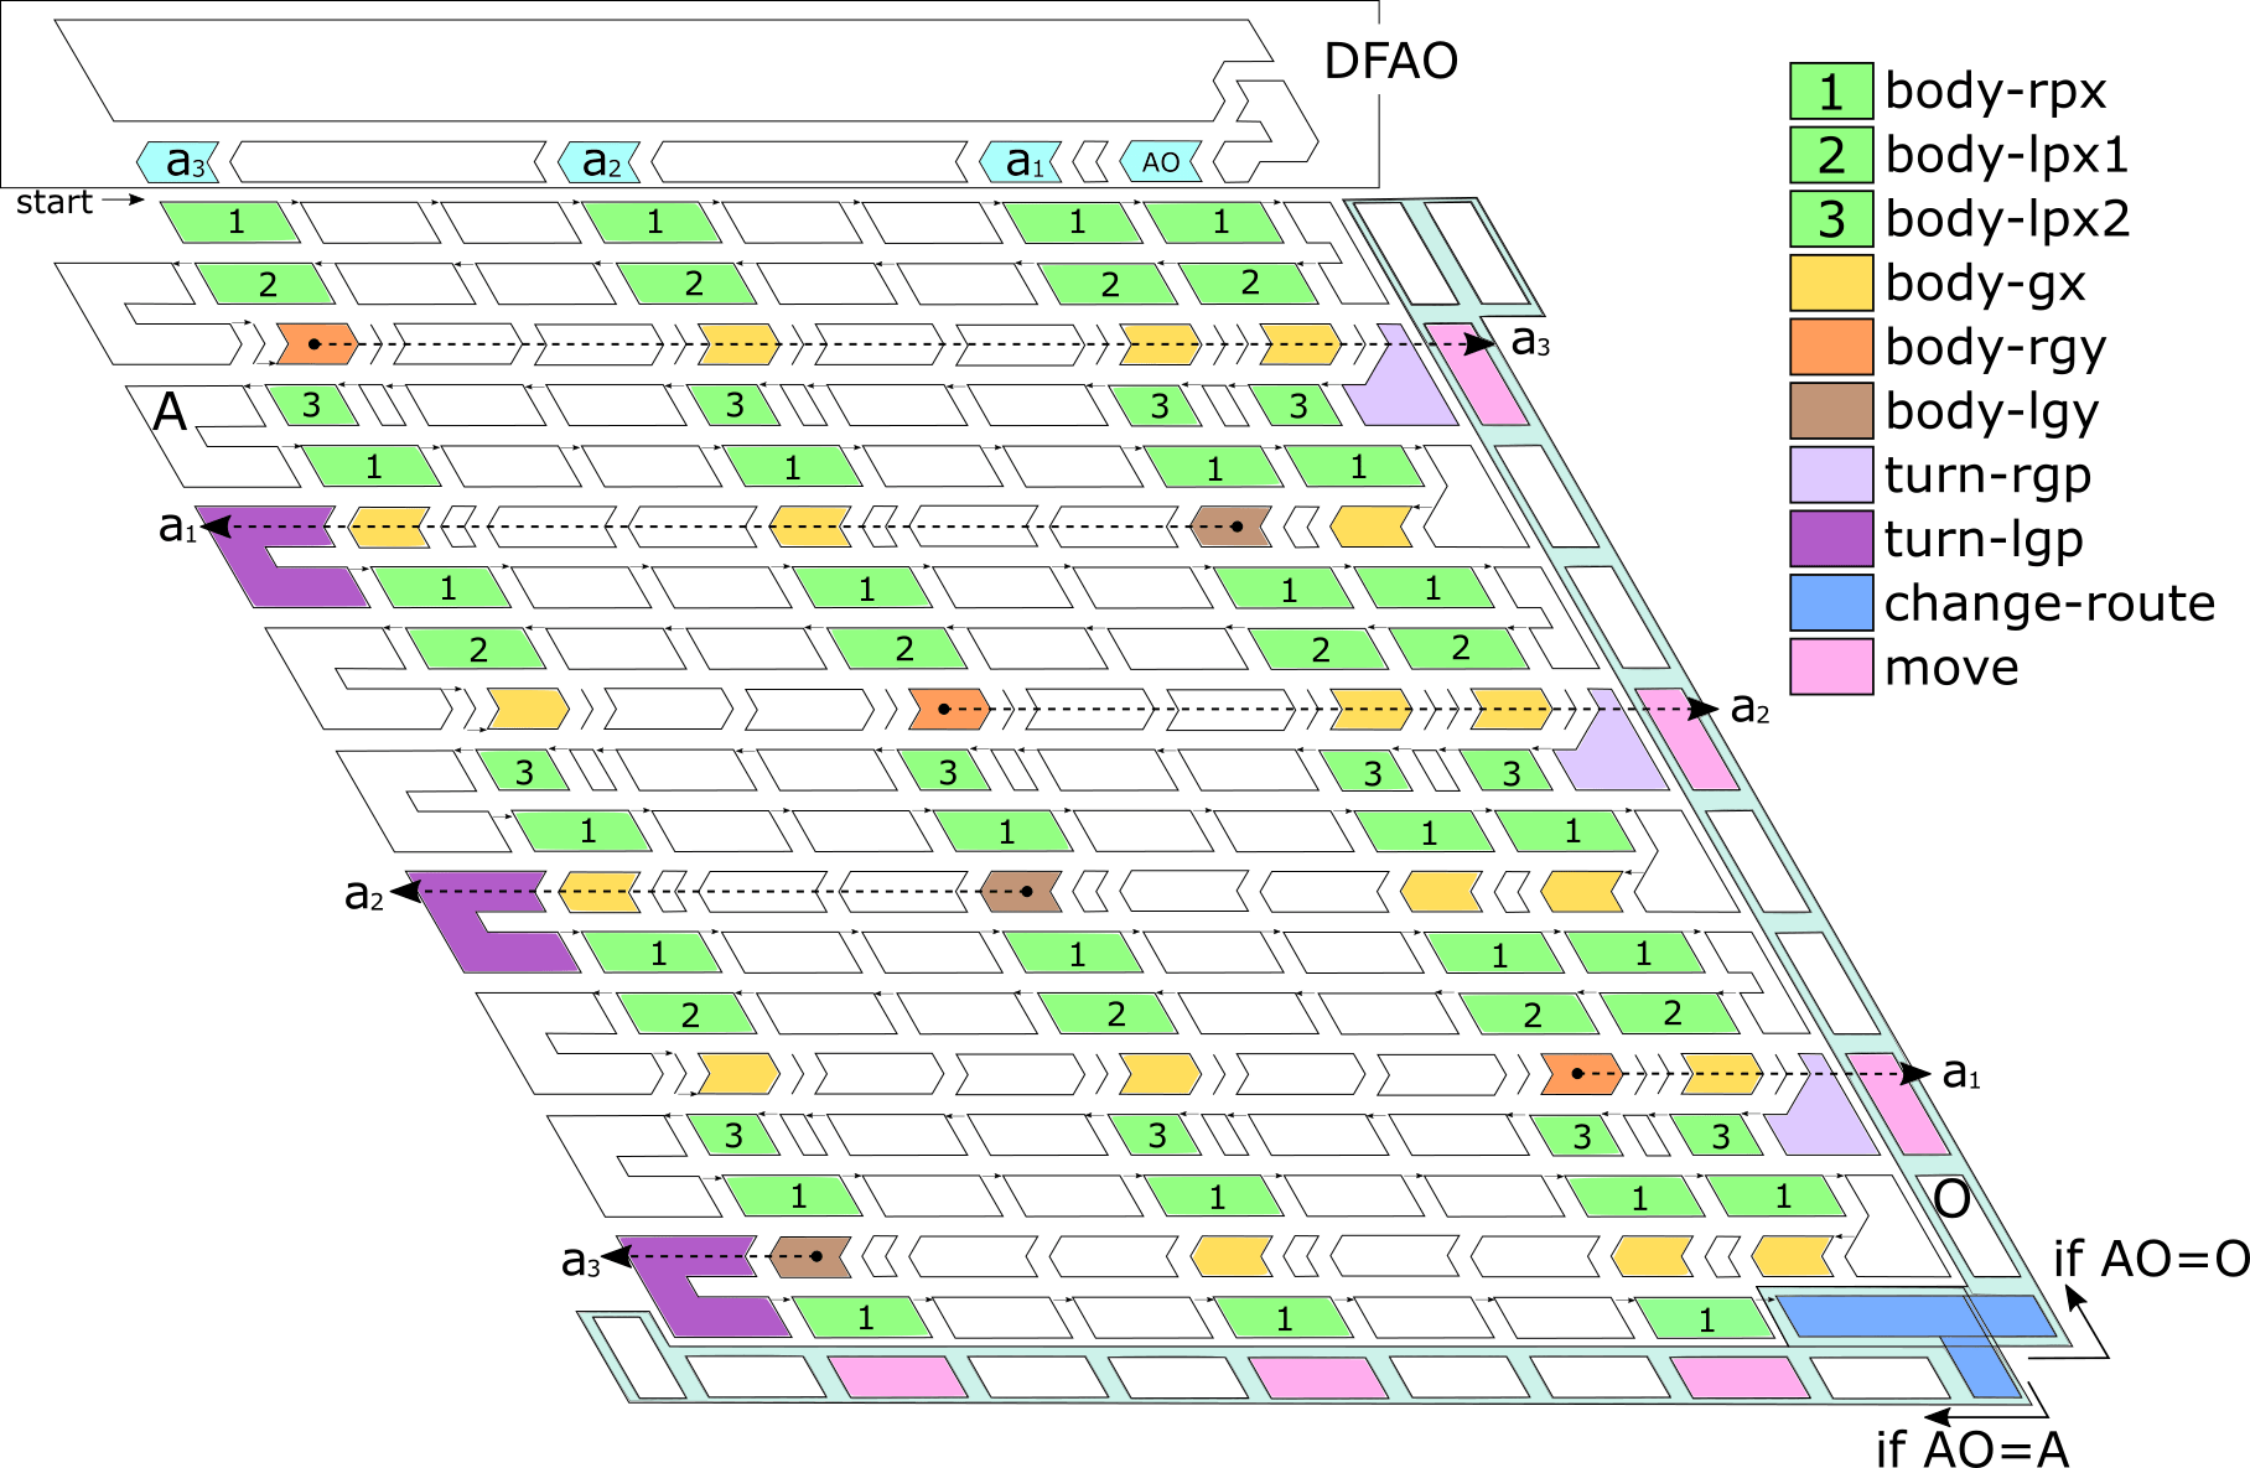 DFAO
a3 a2 a1 AO
start
1 1 1 1
2 2 2 2
a3
A 3 3 3 3
1 1 1 1
a1
1 1 1 1
2 2 2 2
a2
3 3 3 3
1 1 1 1
a2
1 1 1 1
2 2 2 2
a1
3 3 3 3
1 1 1 1 O
a3
1 1 1
if AO=O
if AO=A
1 body-rpx
2 body-lpx1
3 body-lpx2
body-gx
body-rgy
body-lgy
turn-rgp
turn-lgp
change-route
move